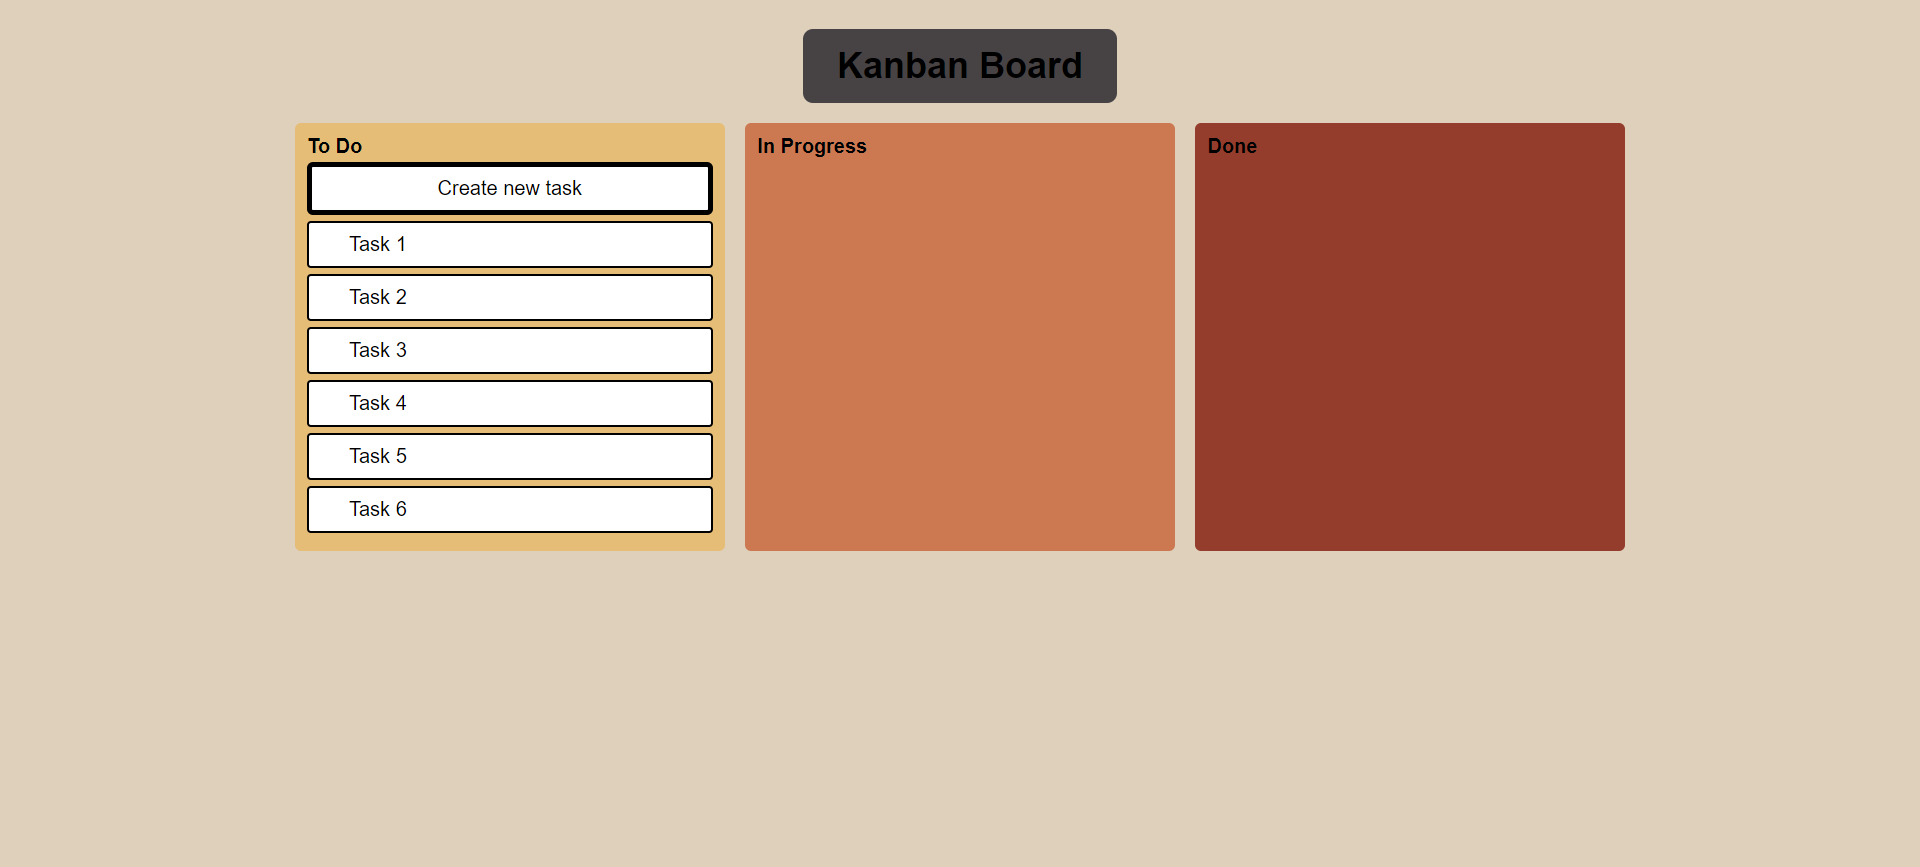 Kanban Board
To Do
Create new task
Task 1
Task 2
Task 3
Task 4
Task 5
Task 6
In Progress
Done